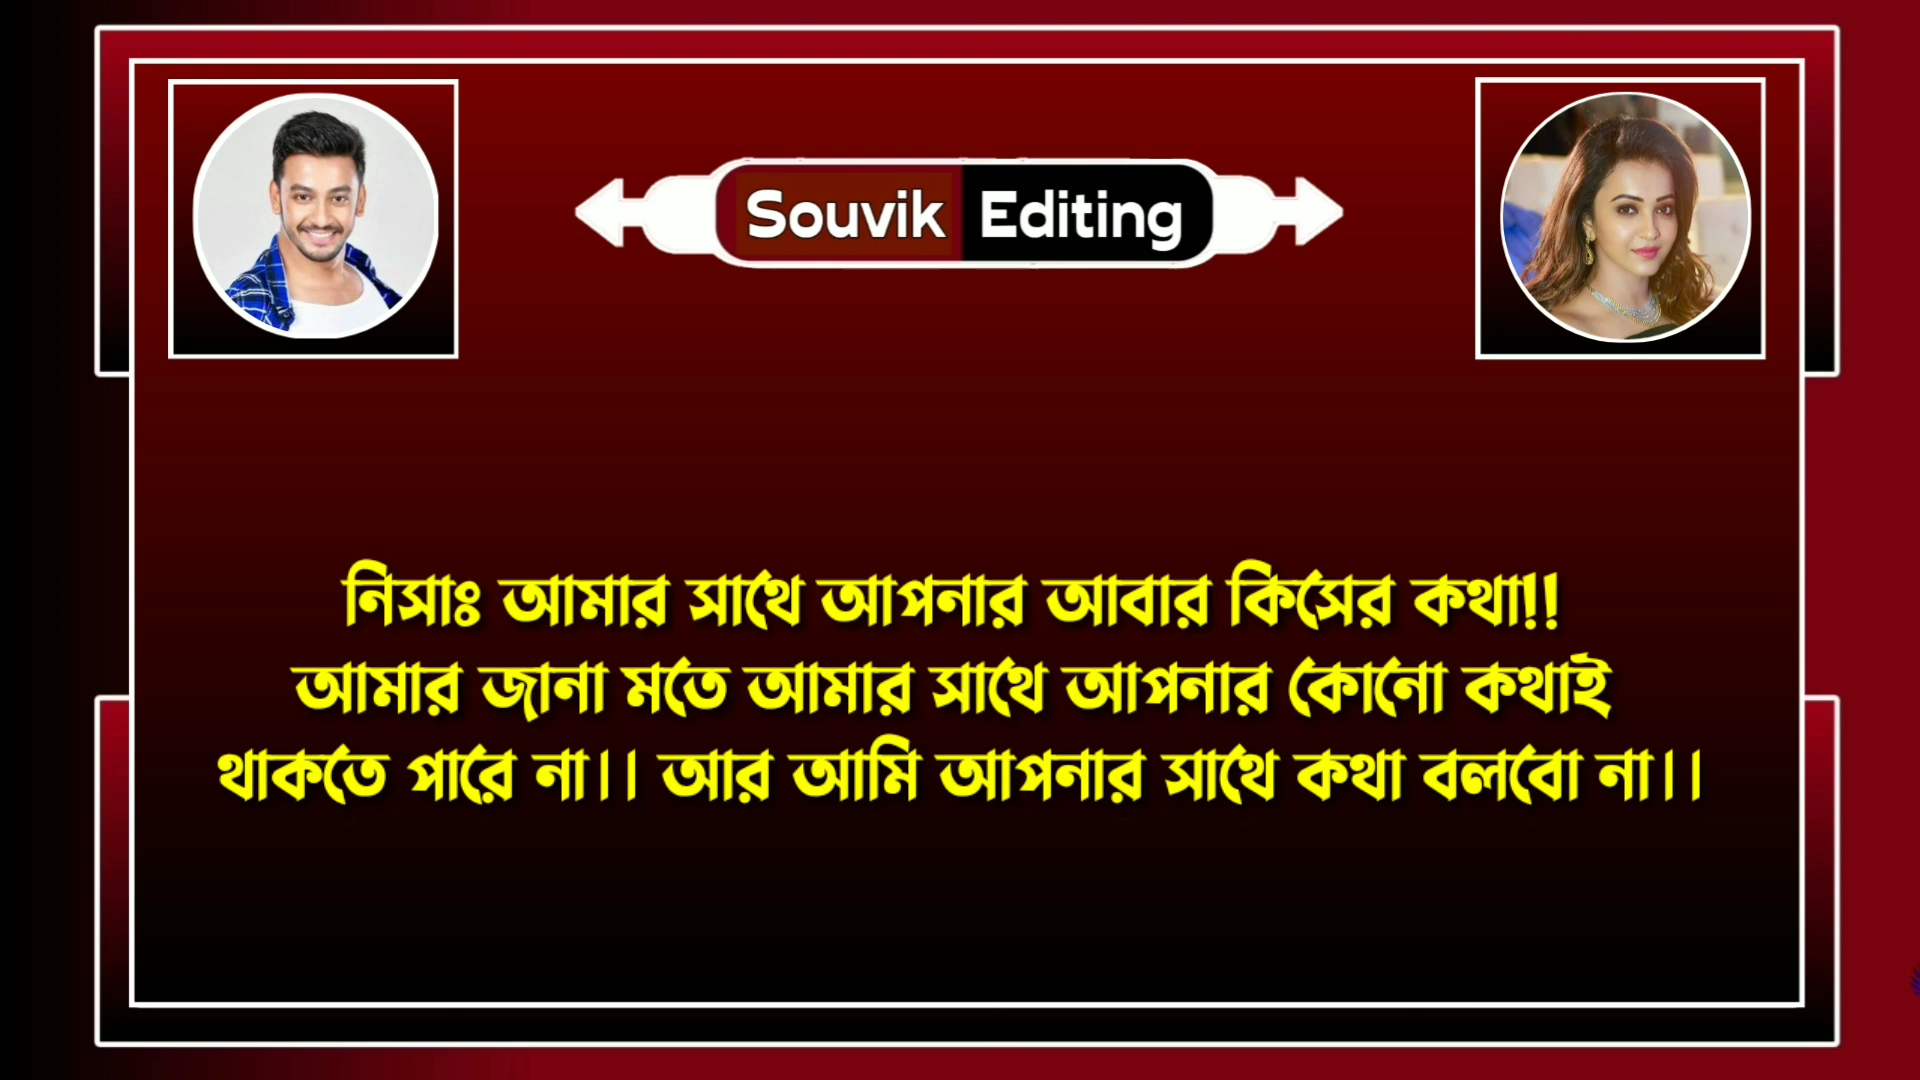 Souvik Editing
নিসাঃ আমার সাথে আপনার আবার কিসের কথা!!
আমার জানা মতে আমার সাথে আপনার কোনো কথাই
থাকতে পারে না।। আর আমি আপনার সাথে কথা বলবো না।।